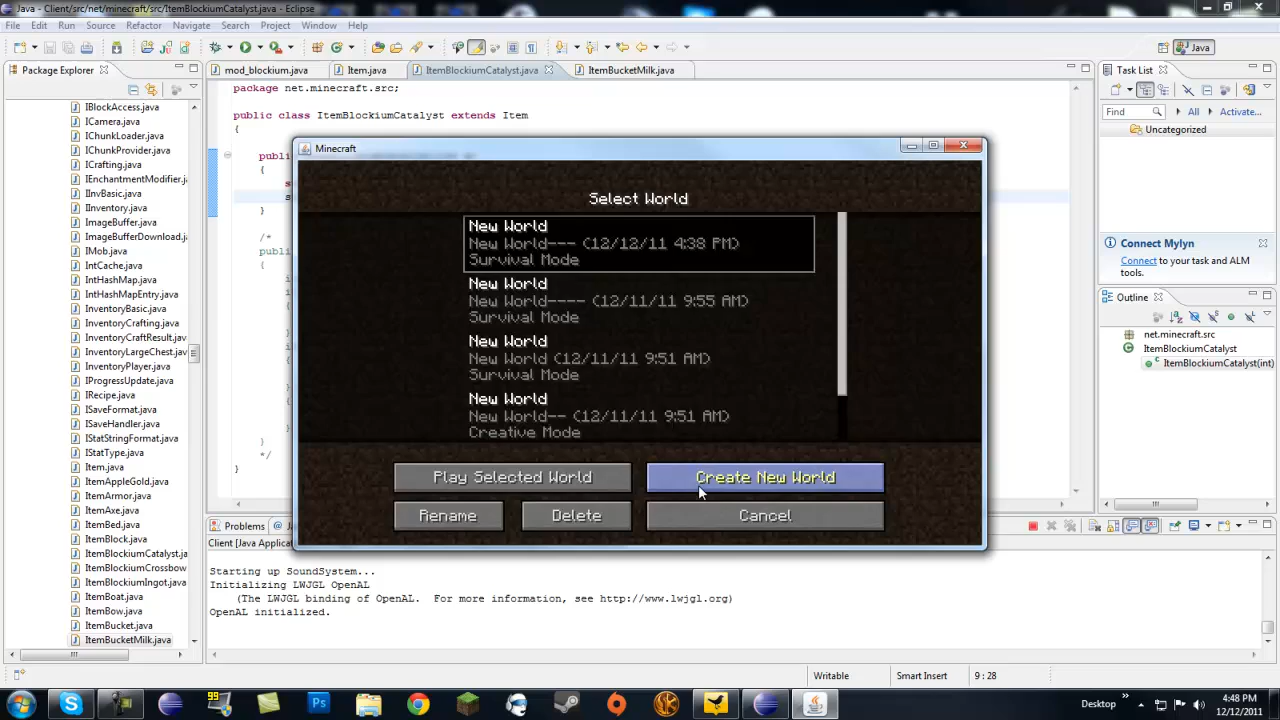 Java - Client/src/net/minecraft/src/ItemBlockiumCatalyst.java - Eclipse
File Edit Run Source Refactor Navigate Search Project Window Help
Java
Package Explorer
mod_blockium.java
Item.java
ItemBlockiumCatalyst.java
ItemBucketMilk.java
Task List
IBlockAccess.java
ICamera.java
IChunkLoader.java
IChunkProvider.java
ICrafting.java
IEnchantmentModifier.ja
IInvBasic.java
IInventory.java
ImageBuffer.java
ImageBufferDownload.java
IMob.java
IntCache.java
IntHashMap.java
IntHashMapEntry.java
InventoryBasic.java
InventoryCrafting.java
InventoryCraftResult.java
InventoryLargeChest.java
InventoryPlayer.java
IProgressUpdate.java
IRecipe.java
ISaveFormat.java
ISaveHandler.java
IStatStringFormat.java
IStatType.java
Item.java
ItemAppleGold.java
ItemArmor.java
ItemAxe.java
ItemBed.java
ItemBlock.java
ItemBlockiumCatalyst.java
ItemBlockiumCrossbow
ItemBlockiumIngot.java
ItemBoat.java
ItemBow.java
ItemBucket.java
ItemBucketMilk.java
package net.minecraft.src;
public class ItemBlockiumCatalyst extends Item
{
publ
{
s
s
}
/*
publ
{
}
*/
}
Minecraft
Select World
New World
New World--- (12/12/11 4:38 PM)
Survival Mode
New World
New World---- (12/11/11 9:55 AM)
Survival Mode
New World
New World (12/11/11 9:51 AM)
Survival Mode
New World
New World-- (12/11/11 9:51 AM)
Creative Mode
Play Selected World
Create New World
Rename
Delete
Cancel
Find
All
Activate...
Uncategorized
Connect Mylyn
Connect to your task and ALM
tools.
Outline
net.minecraft.src
ItemBlockiumCatalyst
ItemBlockiumCatalyst(int)
Problems
Client [Java Applica
Starting up SoundSystem...
Initializing LWJGL OpenAL
(The LWJGL binding of OpenAL.  For more information, see http://www.lwjgl.org)
OpenAL initialized.
Writable
Smart Insert
9 : 28
99
Ps
Desktop
4:48 PM
12/12/2011